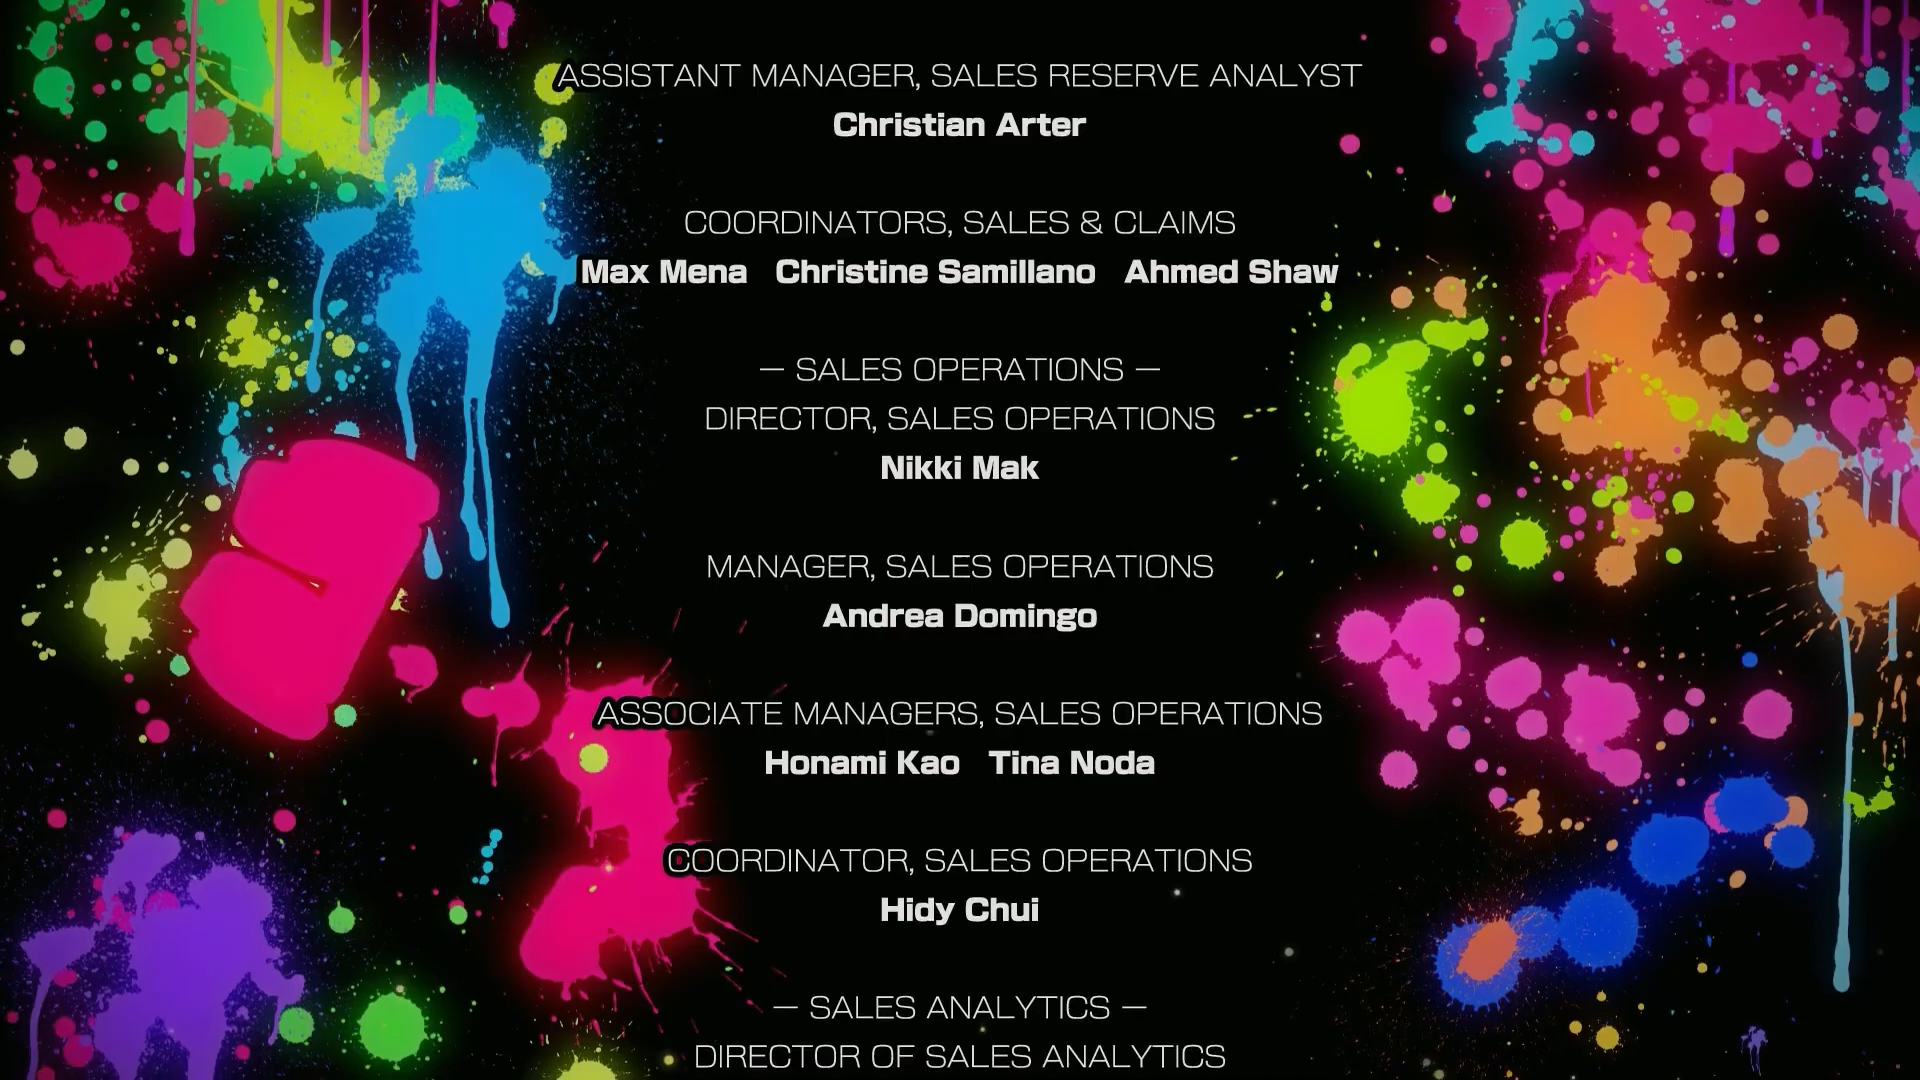 ASSISTANT MANAGER, SALES RESERVE ANALYST
Christian Arter
COORDINATORS, SALES & CLAIMS
Max Mena Christine Samillano Ahmed Shaw
— SALES OPERATIONS —
DIRECTOR, SALES OPERATIONS
Nikki Mak
MANAGER, SALES OPERATIONS
Andrea Domingo
ASSOCIATE MANAGERS, SALES OPERATIONS
Honami Kao Tina Noda
COORDINATOR, SALES OPERATIONS
Hidy Chui
— SALES ANALYTICS —
DIRECTOR OF SALES ANALYTICS